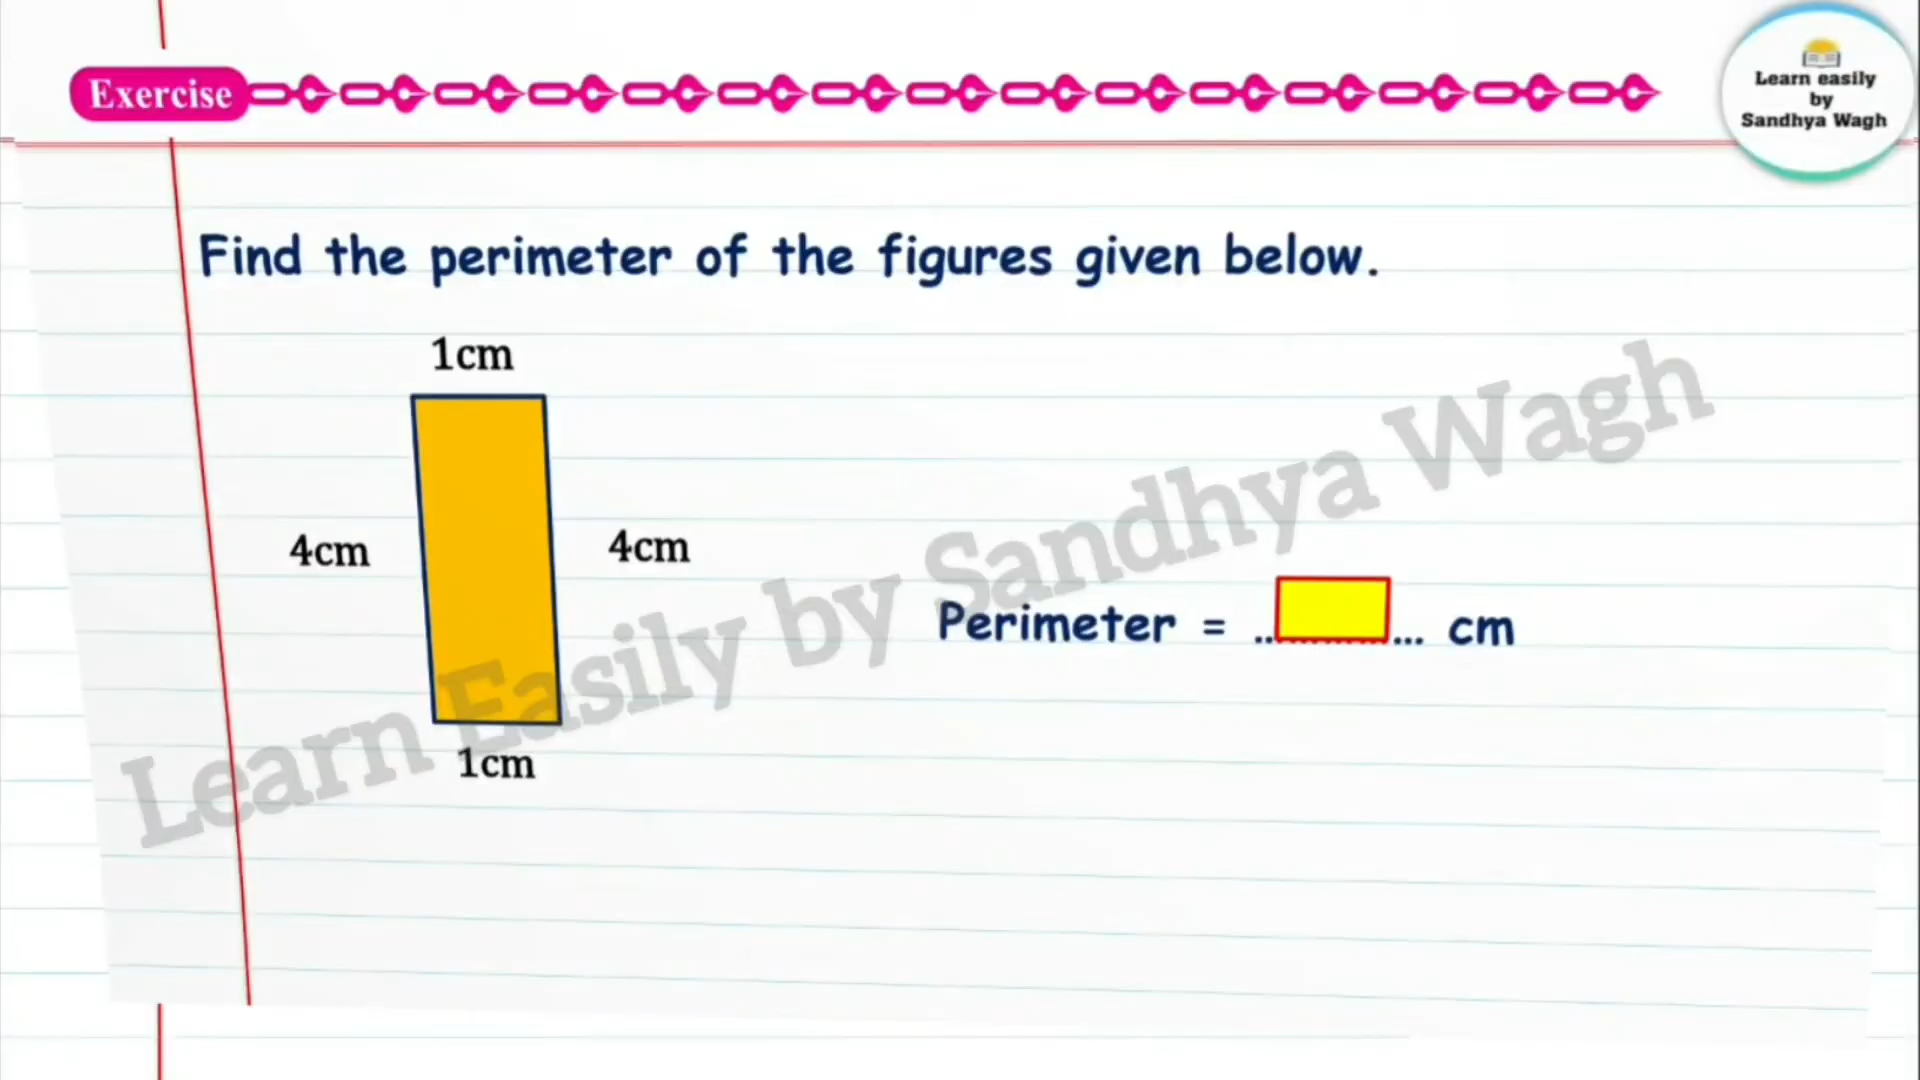 Exercise
Learn easily
by
Sandhya Wagh
Find the perimeter of the figures given below.
1cm
4cm
4cm
Perimeter = ..... cm
1cm
Learn Easily by Sandhya Wagh